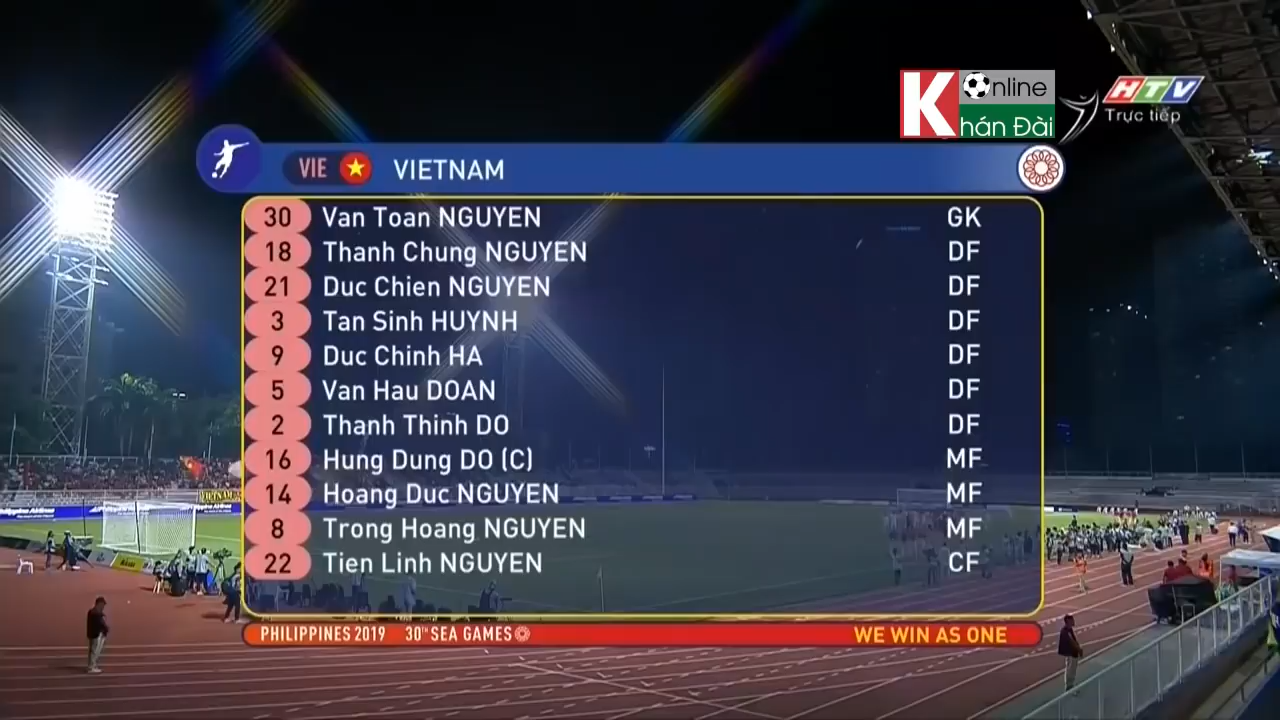 K Online
Khán Đài
HTV
Trực tiếp
VIE VIETNAM
30 Van Toan NGUYEN GK
18 Thanh Chung NGUYEN DF
21 Duc Chien NGUYEN DF
3 Tan Sinh HUYNH DF
9 Duc Chinh HA DF
5 Van Hau DOAN DF
2 Thanh Thinh DO DF
16 Hung Dung DO (C) MF
14 Hoang Duc NGUYEN MF
8 Trong Hoang NGUYEN MF
22 Tien Linh NGUYEN CF
VIETNAM
Philippine Airlines
PHILIPPINES 2019 30TH SEA GAMES WE WIN AS ONE